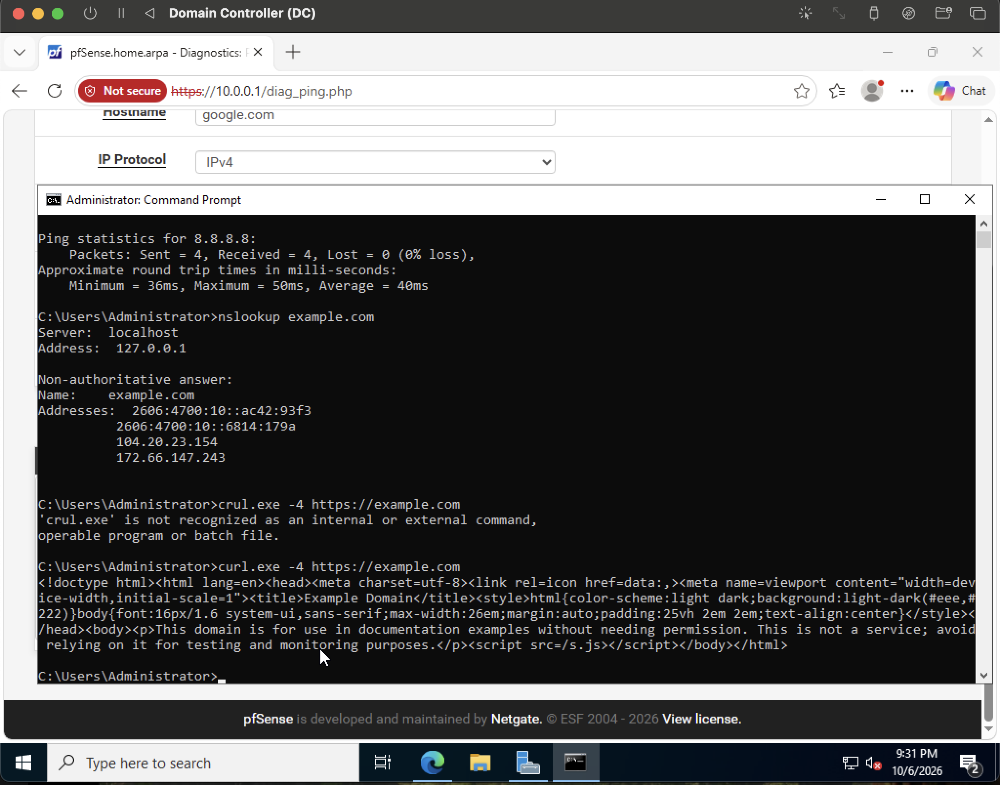 Domain Controller (DC)
pfSense.home.arpa - Diagnostics:
Not secure https://10.0.0.1/diag_ping.php
Chat
Hostname google.com
IP Protocol IPv4
Administrator: Command Prompt
Ping statistics for 8.8.8.8:
Packets: Sent = 4, Received = 4, Lost = 0 (0% loss),
Approximate round trip times in milli-seconds:
Minimum = 36ms, Maximum = 50ms, Average = 40ms
C:\Users\Administrator>nslookup example.com
Server: localhost
Address: 127.0.0.1
Non-authoritative answer:
Name: example.com
Addresses: 2606:4700:10::ac42:93f3
2606:4700:10::6814:179a
104.20.23.154
172.66.147.243
C:\Users\Administrator>crul.exe -4 https://example.com
'crul.exe' is not recognized as an internal or external command,
operable program or batch file.
C:\Users\Administrator>curl.exe -4 https://example.com
<!doctype html><html lang=en><head><meta charset=utf-8><link rel=icon href=data:,><meta name=viewport content="width=dev
ice-width,initial-scale=1"><title>Example Domain</title><style>html{color-scheme:light dark;background:light-dark(#eee,#
222)}body{font:16px/1.6 system-ui,sans-serif;max-width:26em;margin:auto;padding:25vh 2em 2em;text-align:center}</style><
/head><body><p>This domain is for use in documentation examples without needing permission. This is not a service; avoid
relying on it for testing and monitoring purposes.</p><script src=/s.js></script></body></html>
C:\Users\Administrator>
pfSense is developed and maintained by Netgate. © ESF 2004 - 2026 View license.
Type here to search
9:31 PM
10/6/2026
2